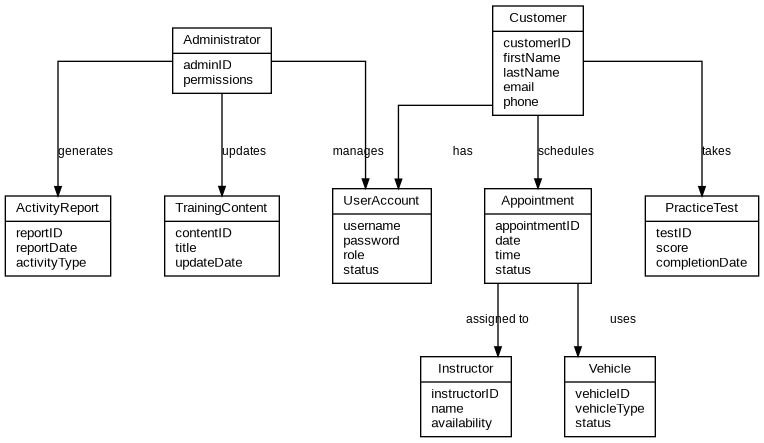 Administrator
adminID
permissions
Customer
customerID
firstName
lastName
email
phone
generates
updates
manages
has
schedules
takes
ActivityReport
reportID
reportDate
activityType
TrainingContent
contentID
title
updateDate
UserAccount
username
password
role
status
Appointment
appointmentID
date
time
status
PracticeTest
testID
score
completionDate
assigned to
uses
Instructor
instructorID
name
availability
Vehicle
vehicleID
vehicleType
status